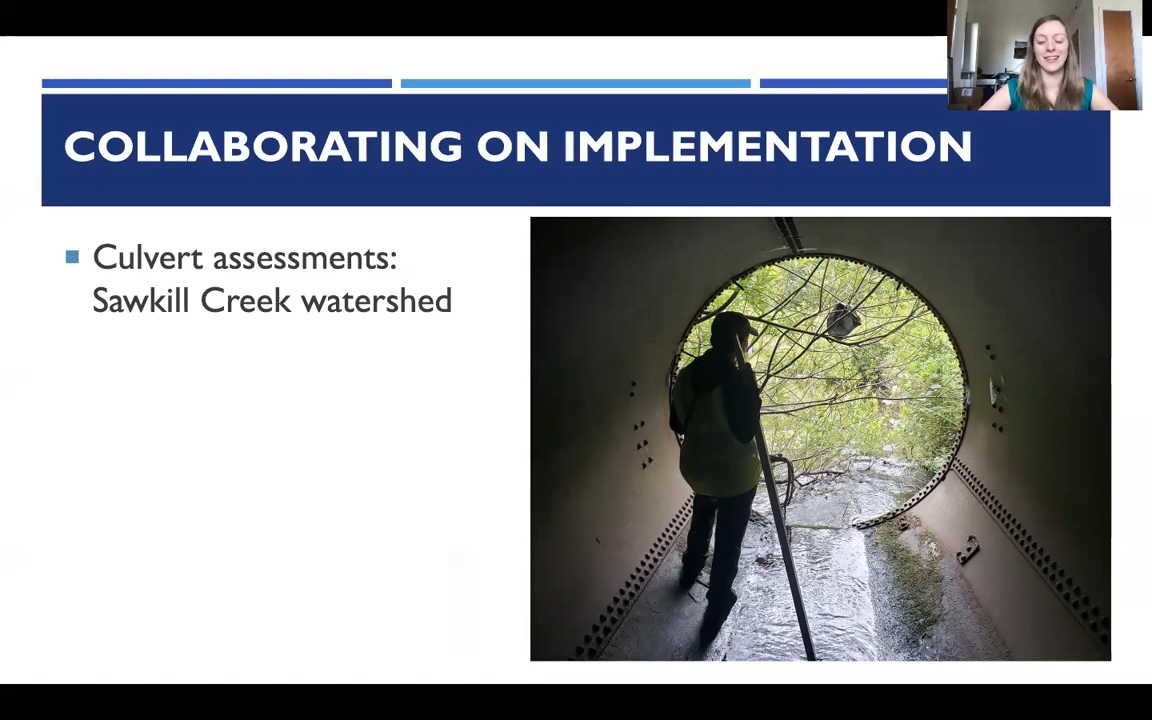 COLLABORATING ON IMPLEMENTATION
Culvert assessments:
Sawkill Creek watershed